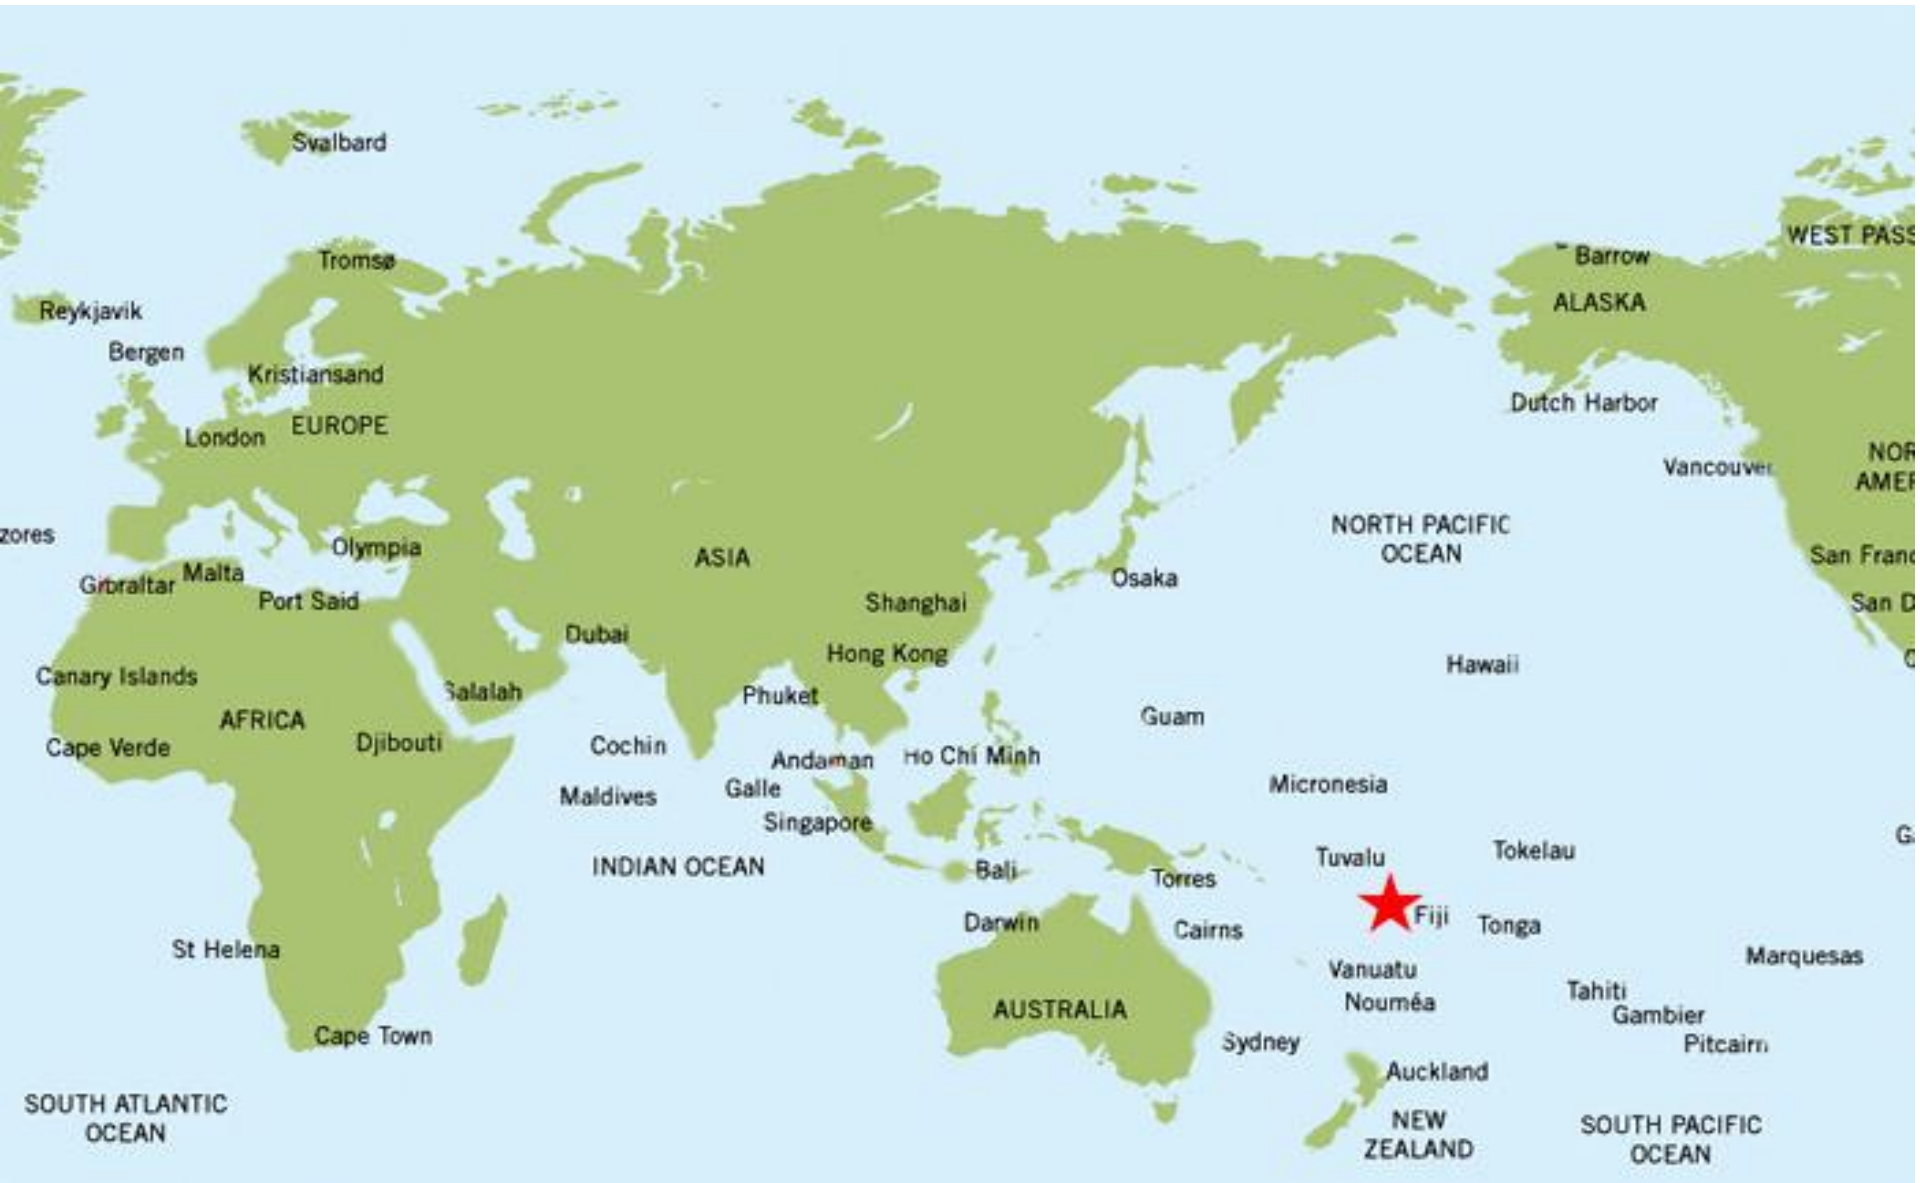 Svalbard
WEST PASS
Tromsø
Barrow
ALASKA
Reykjavik
Bergen
Kristiansand
Dutch Harbor
London
EUROPE
NOR
AMER
Vancouver
NORTH PACIFIC
OCEAN
zores
Olympia
ASIA
San Franc
Gibraltar
Malta
Osaka
Port Said
Shanghai
San D
Dubai
Hong Kong
Hawaii
Canary Islands
Salalah
Phuket
AFRICA
Guam
Cape Verde
Djibouti
Cochin
Andaman
Ho Chi Minh
Maldives
Galle
Micronesia
Singapore
INDIAN OCEAN
Bali
Torres
Tuvalu
Tokelau
Darwin
Cairns
Fiji
Tonga
St Helena
Vanuatu
Nouméa
Marquesas
Tahiti
Gambier
Pitcairn
AUSTRALIA
Cape Town
Sydney
Auckland
SOUTH ATLANTIC
OCEAN
NEW
ZEALAND
SOUTH PACIFIC
OCEAN